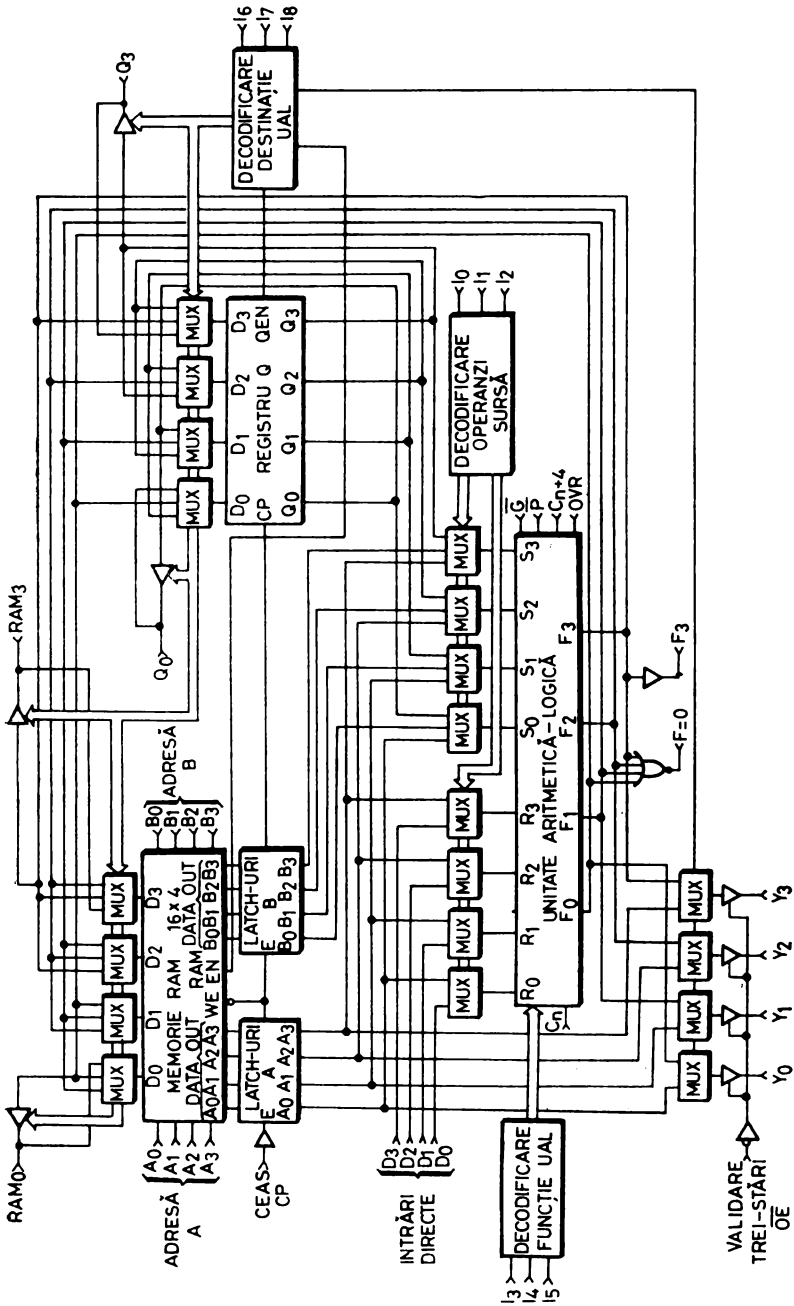 RAM0
RAM3
Q0
Q3
I6
I7
I8
DECODIFICARE
DESTINAȚIE
UAL
MUX
MUX
MUX
MUX
MUX
MUX
MUX
MUX
ADRESĂ
A
A0
A1
A2
A3
D0 D1 D2 D3
MEMORIE RAM 16 x 4
DATA OUT RAM DATA OUT
A0 A1 A2 A3 WE EN B0 B1 B2 B3
B0
B1
B2
B3
ADRESĂ
B
D0 D1 D2 D3
CP REGISTRU Q QEN
Q0 Q1 Q2 Q3
CEAS
CP
LATCH-URI
E A
A0 A1 A2 A3
LATCH-URI
E B
B0 B1 B2 B3
INTRĂRI
DIRECTE
D3
D2
D1
D0
MUX
MUX
MUX
MUX
MUX
MUX
MUX
MUX
DECODIFICARE
OPERANZI
SURSĂ
I0
I1
I2
DECODIFICARE
FUNCȚIE UAL
I3
I4
I5
Cn
R0 R1 R2 R3 S0 S1 S2 S3
UNITATE ARITMETICĂ-LOGICĂ
F0 F1 F2 F3
G
P
Cn+4
OVR
F=0
F3
MUX
MUX
MUX
MUX
VALIDARE
TREI-STĂRI
OE
Y0
Y1
Y2
Y3